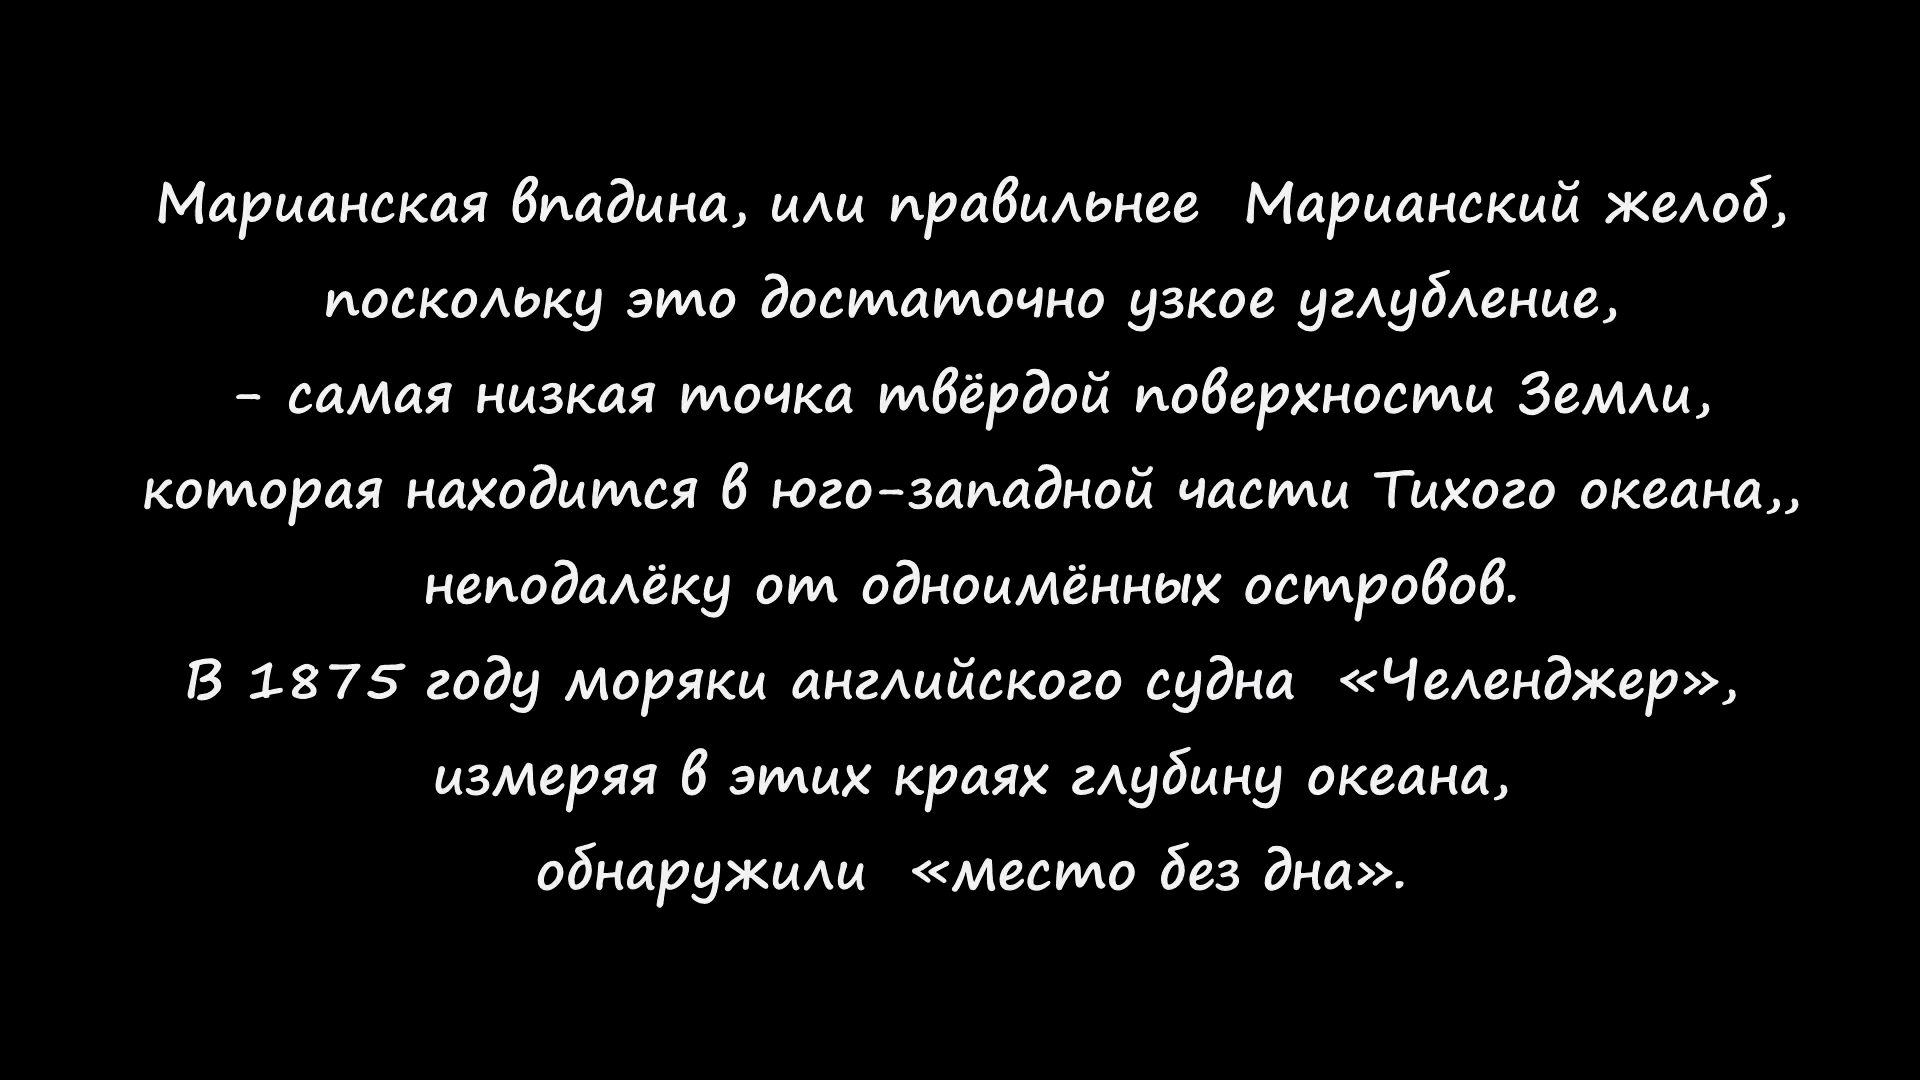 Марианская впадина, или правильнее Марианский желоб,
поскольку это достаточно узкое углубление,
- самая низкая точка твёрдой поверхности Земли,
которая находится в юго-западной части Тихого океана,,
неподалёку от одноимённых островов.
В 1875 году моряки английского судна «Челенджер»,
измеряя в этих краях глубину океана,
обнаружили «место без дна».